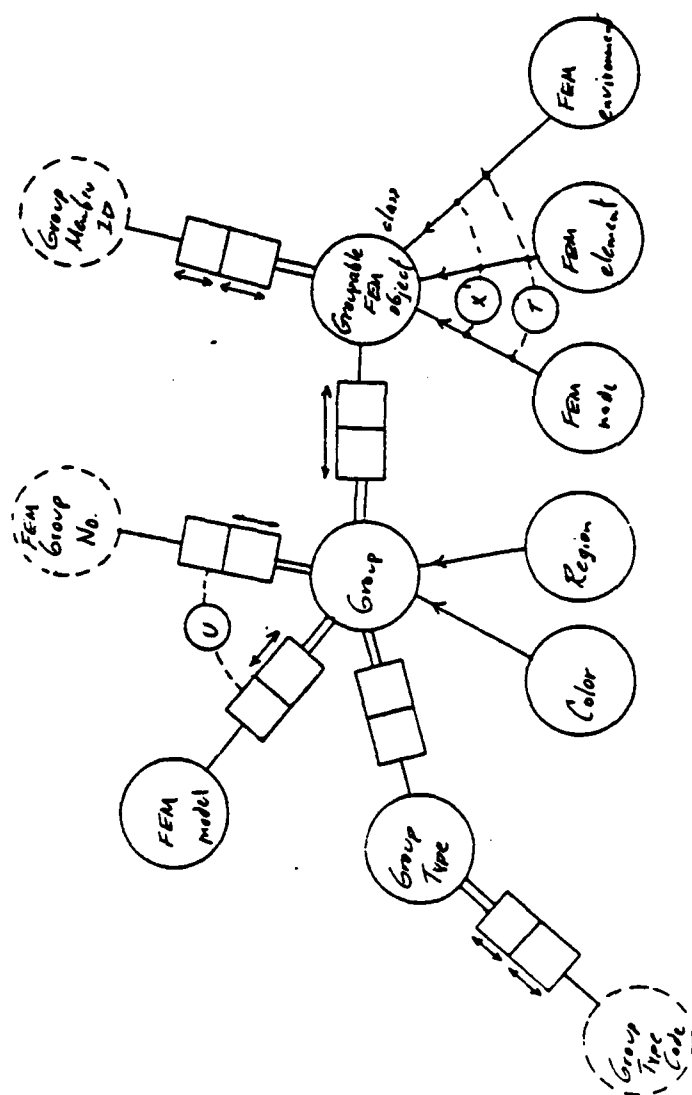 FEM
Group
No.
Group
Member
ID
FEM
model
U
Group
Groupable
FEM
object
class
Group
Type
X
T
Color
Region
FEM
node
FEM
element
FEM
environment
Group
Type
Code